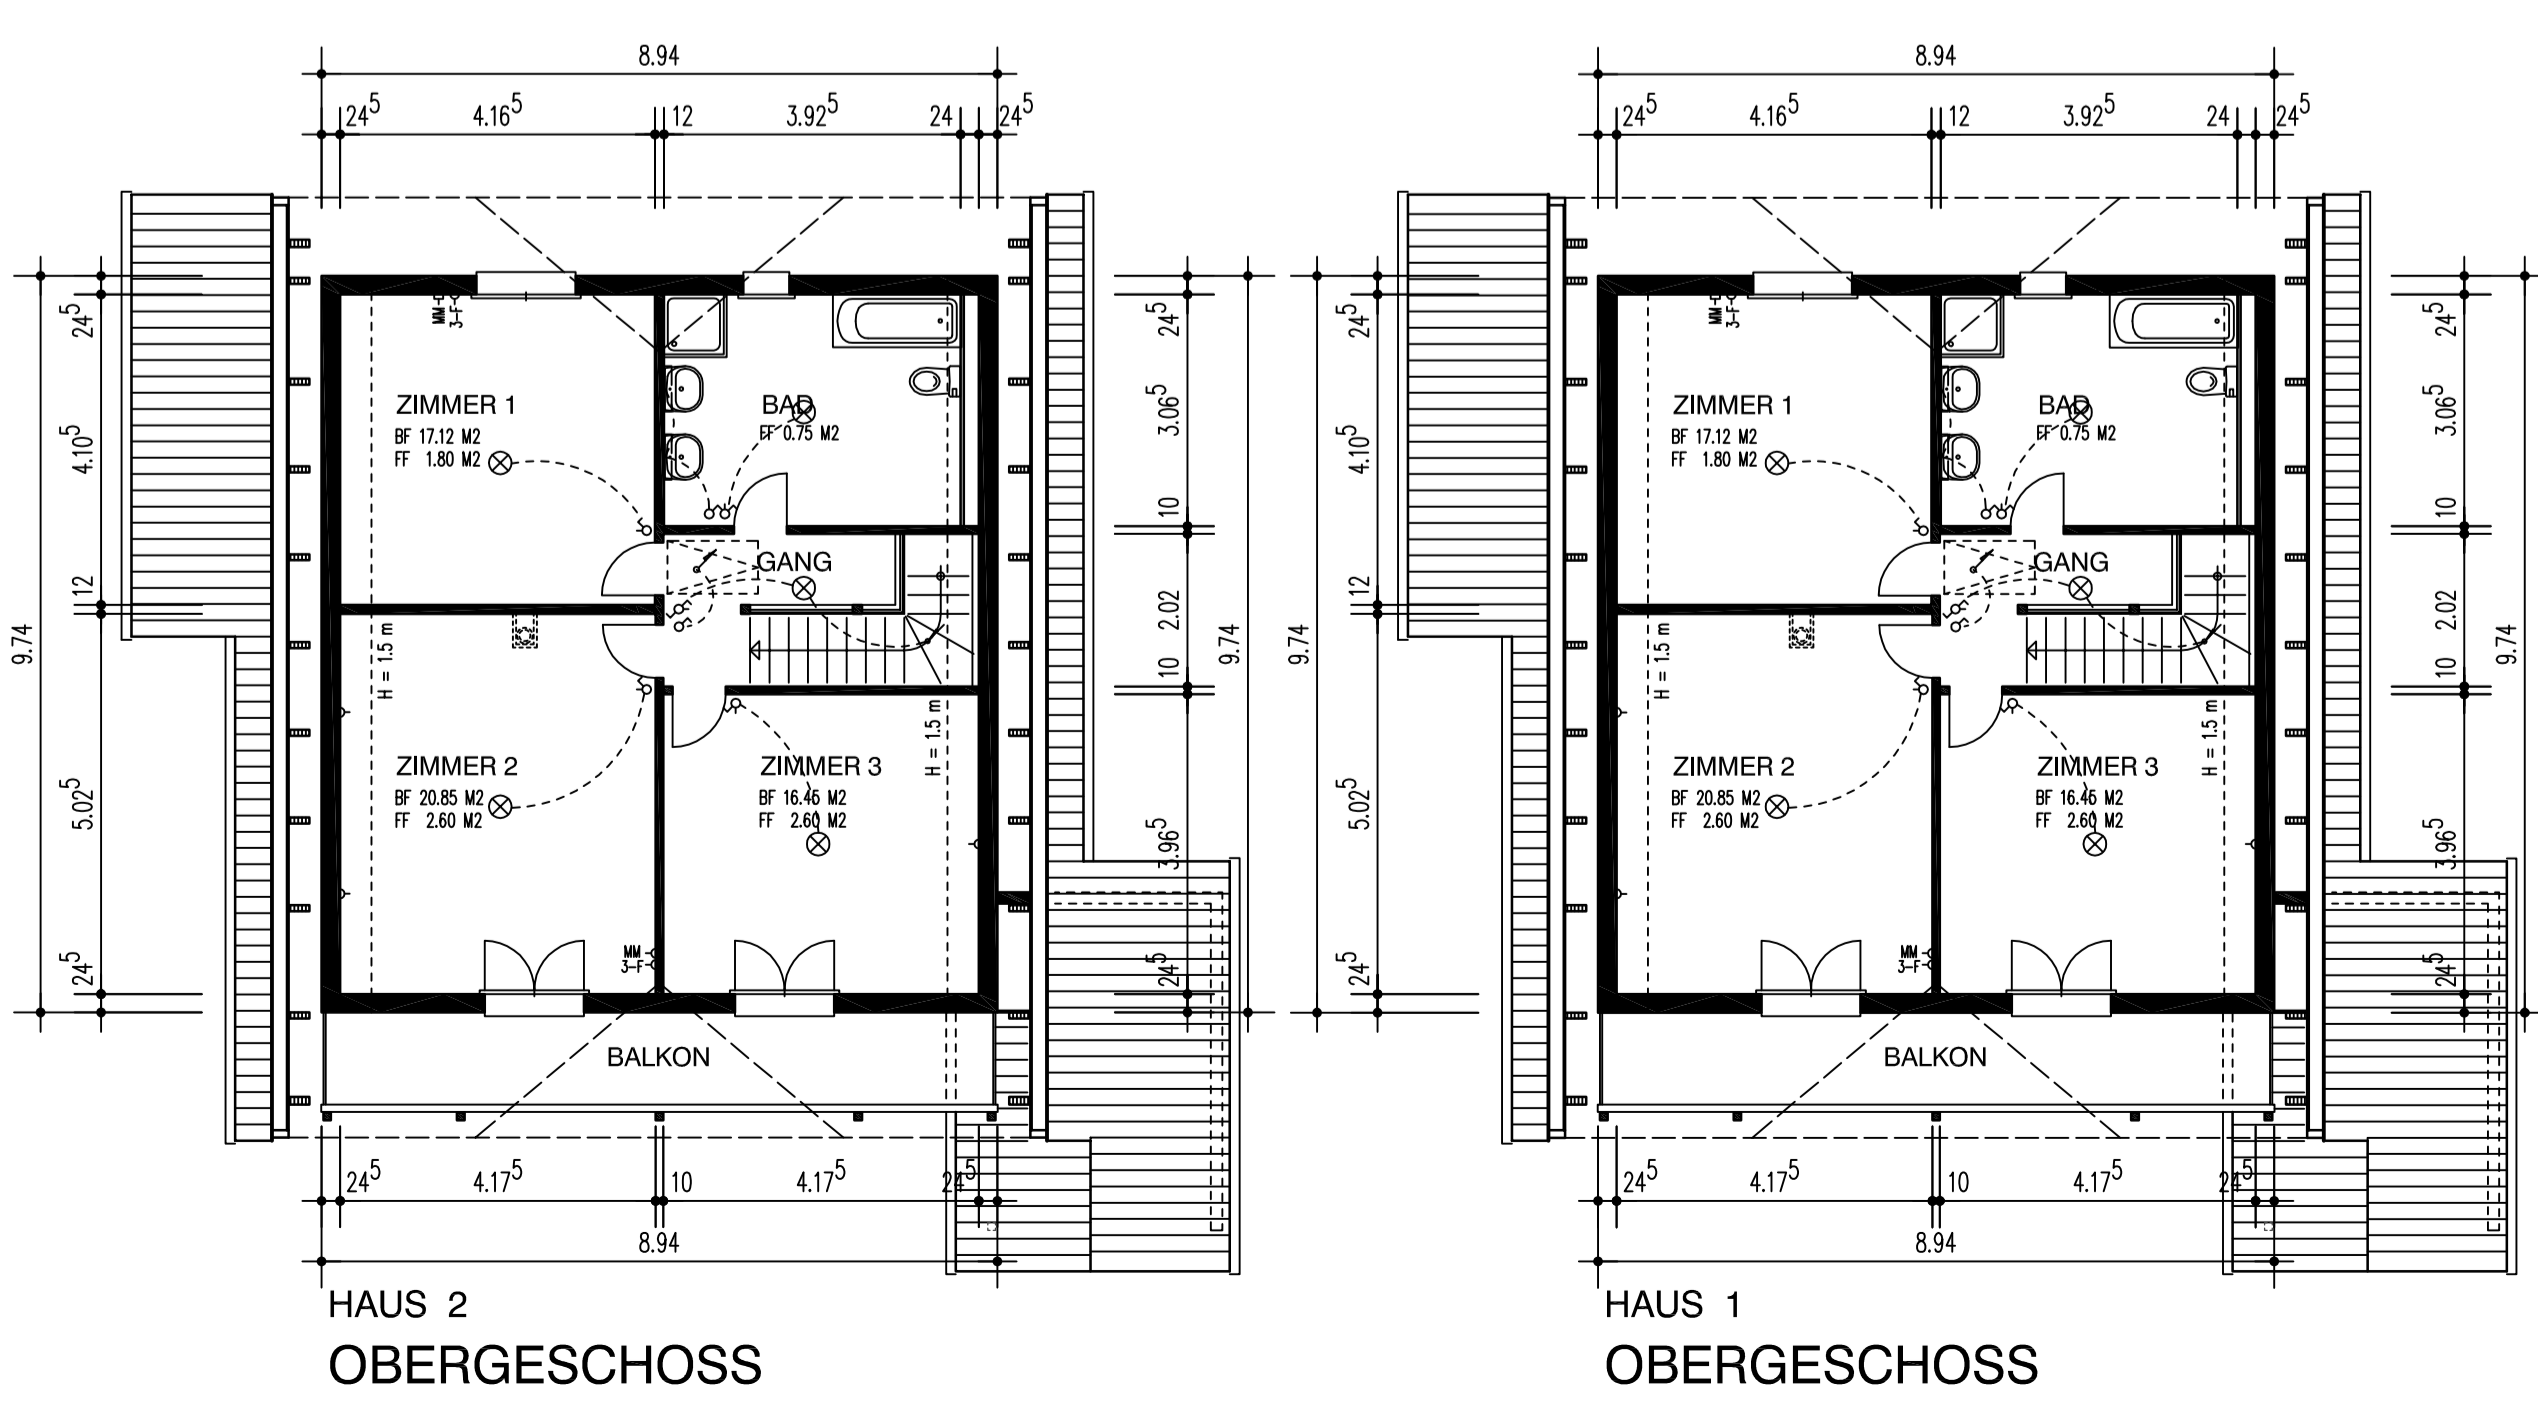 8.94
24⁵ 4.16⁵ 12 3.92⁵ 24 24⁵
9.74
24⁵
4.10⁵
12
5.02⁵
24⁵
MM
3-F
ZIMMER 1
BF 17.12 M2
FF 1.80 M2
BAD
FF 0.75 M2
GANG
H = 1.5 m
ZIMMER 2
BF 20.85 M2
FF 2.60 M2
ZIMMER 3
BF 16.45 M2
FF 2.60 M2
H = 1.5 m
MM
3-F
BALKON
24⁵
3.06⁵
10
2.02
10
3.96⁵
24⁵
9.74
24⁵ 4.17⁵ 10 4.17⁵ 24⁵
8.94
HAUS 2
OBERGESCHOSS
8.94
24⁵ 4.16⁵ 12 3.92⁵ 24 24⁵
9.74
24⁵
4.10⁵
12
5.02⁵
24⁵
MM
3-F
ZIMMER 1
BF 17.12 M2
FF 1.80 M2
BAD
FF 0.75 M2
GANG
H = 1.5 m
ZIMMER 2
BF 20.85 M2
FF 2.60 M2
ZIMMER 3
BF 16.45 M2
FF 2.60 M2
H = 1.5 m
MM
3-F
BALKON
24⁵
3.06⁵
10
2.02
10
3.96⁵
24⁵
9.74
24⁵ 4.17⁵ 10 4.17⁵ 24⁵
8.94
HAUS 1
OBERGESCHOSS